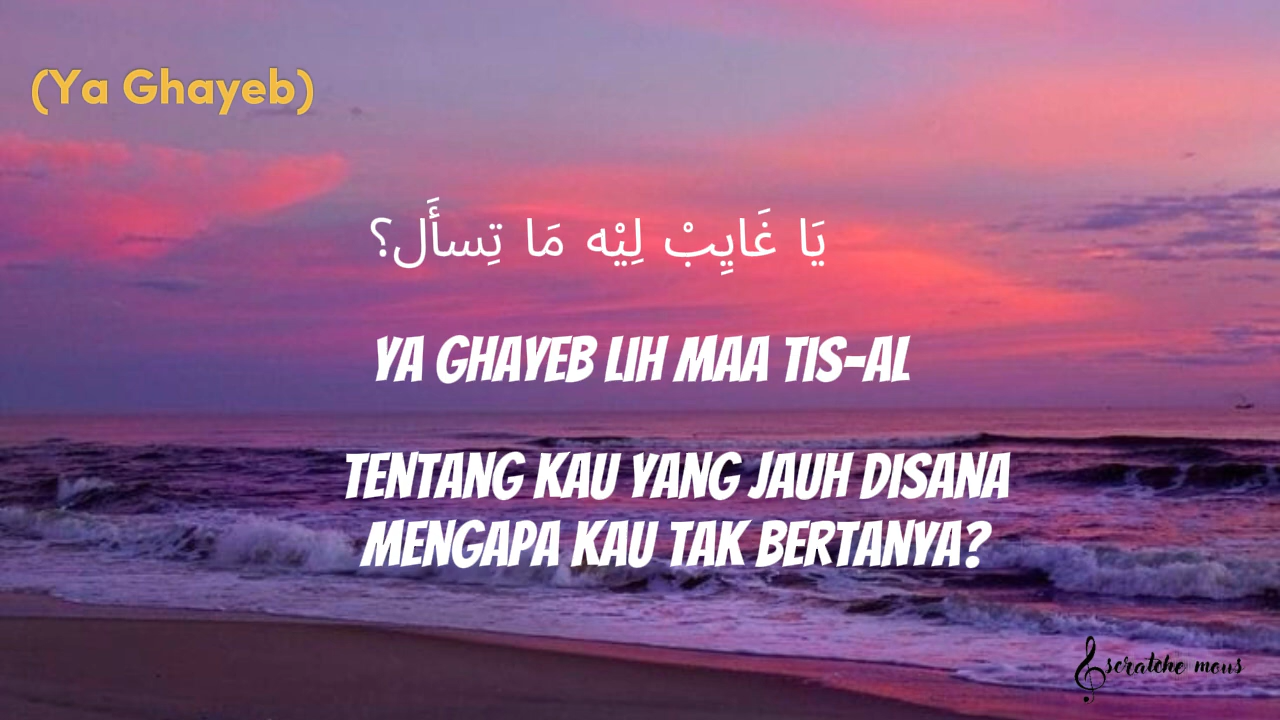 (Ya Ghayeb)
يَا غَايِبْ لِيْه مَا تِسأَل؟
YA GHAYEB LIH MAA TIS-AL
TENTANG KAU YANG JAUH DISANA
MENGAPA KAU TAK BERTANYA?
scratche mous